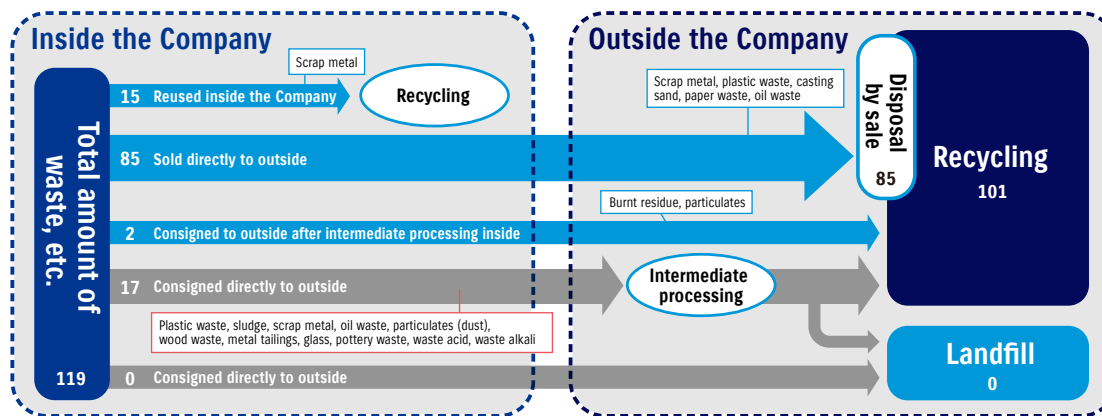 Inside the Company
Outside the Company
Total amount of
waste, etc.
119
Scrap metal
15 Reused inside the Company
Recycling
85 Sold directly to outside
Scrap metal, plastic waste, casting
sand, paper waste, oil waste
Disposal
by sale
85
Recycling
101
Burnt residue, particulates
2 Consigned to outside after intermediate processing inside
17 Consigned directly to outside
Intermediate
processing
Plastic waste, sludge, scrap metal, oil waste, particulates (dust),
wood waste, metal tailings, glass, pottery waste, waste acid, waste alkali
0 Consigned directly to outside
Landfill
0